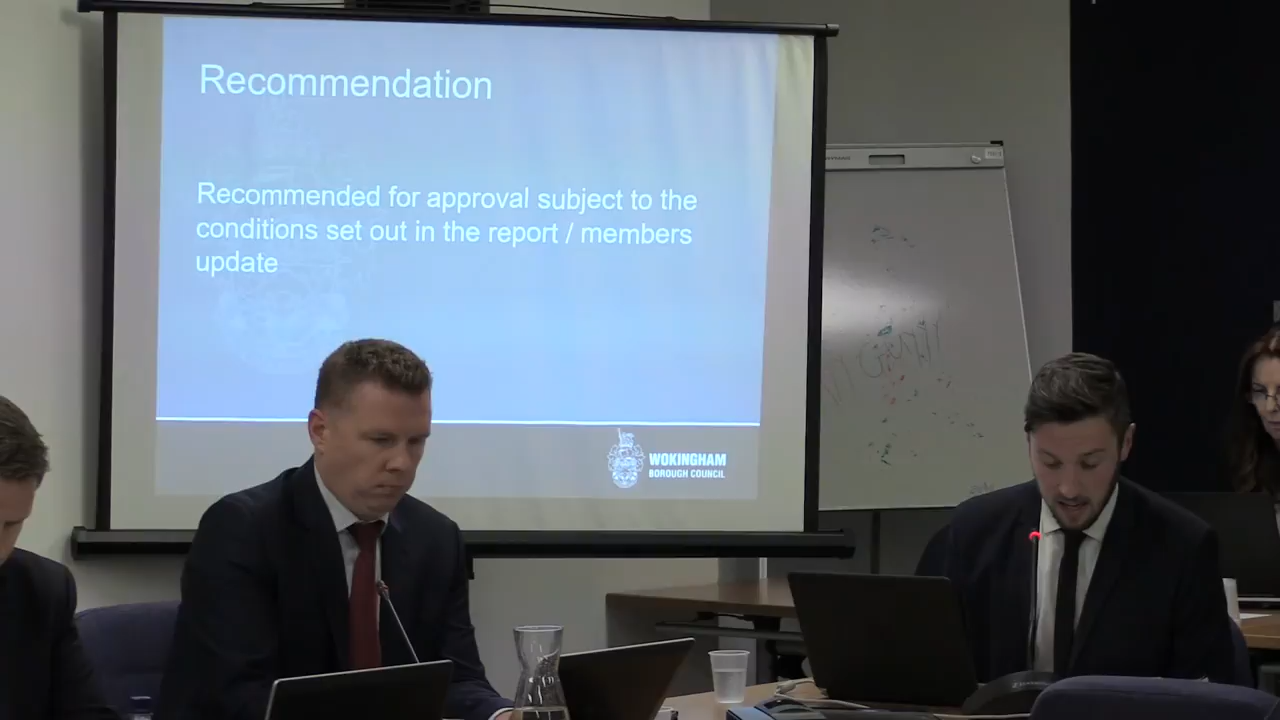 Recommendation
Recommended for approval subject to the
conditions set out in the report / members
update
WOKINGHAM
BOROUGH COUNCIL